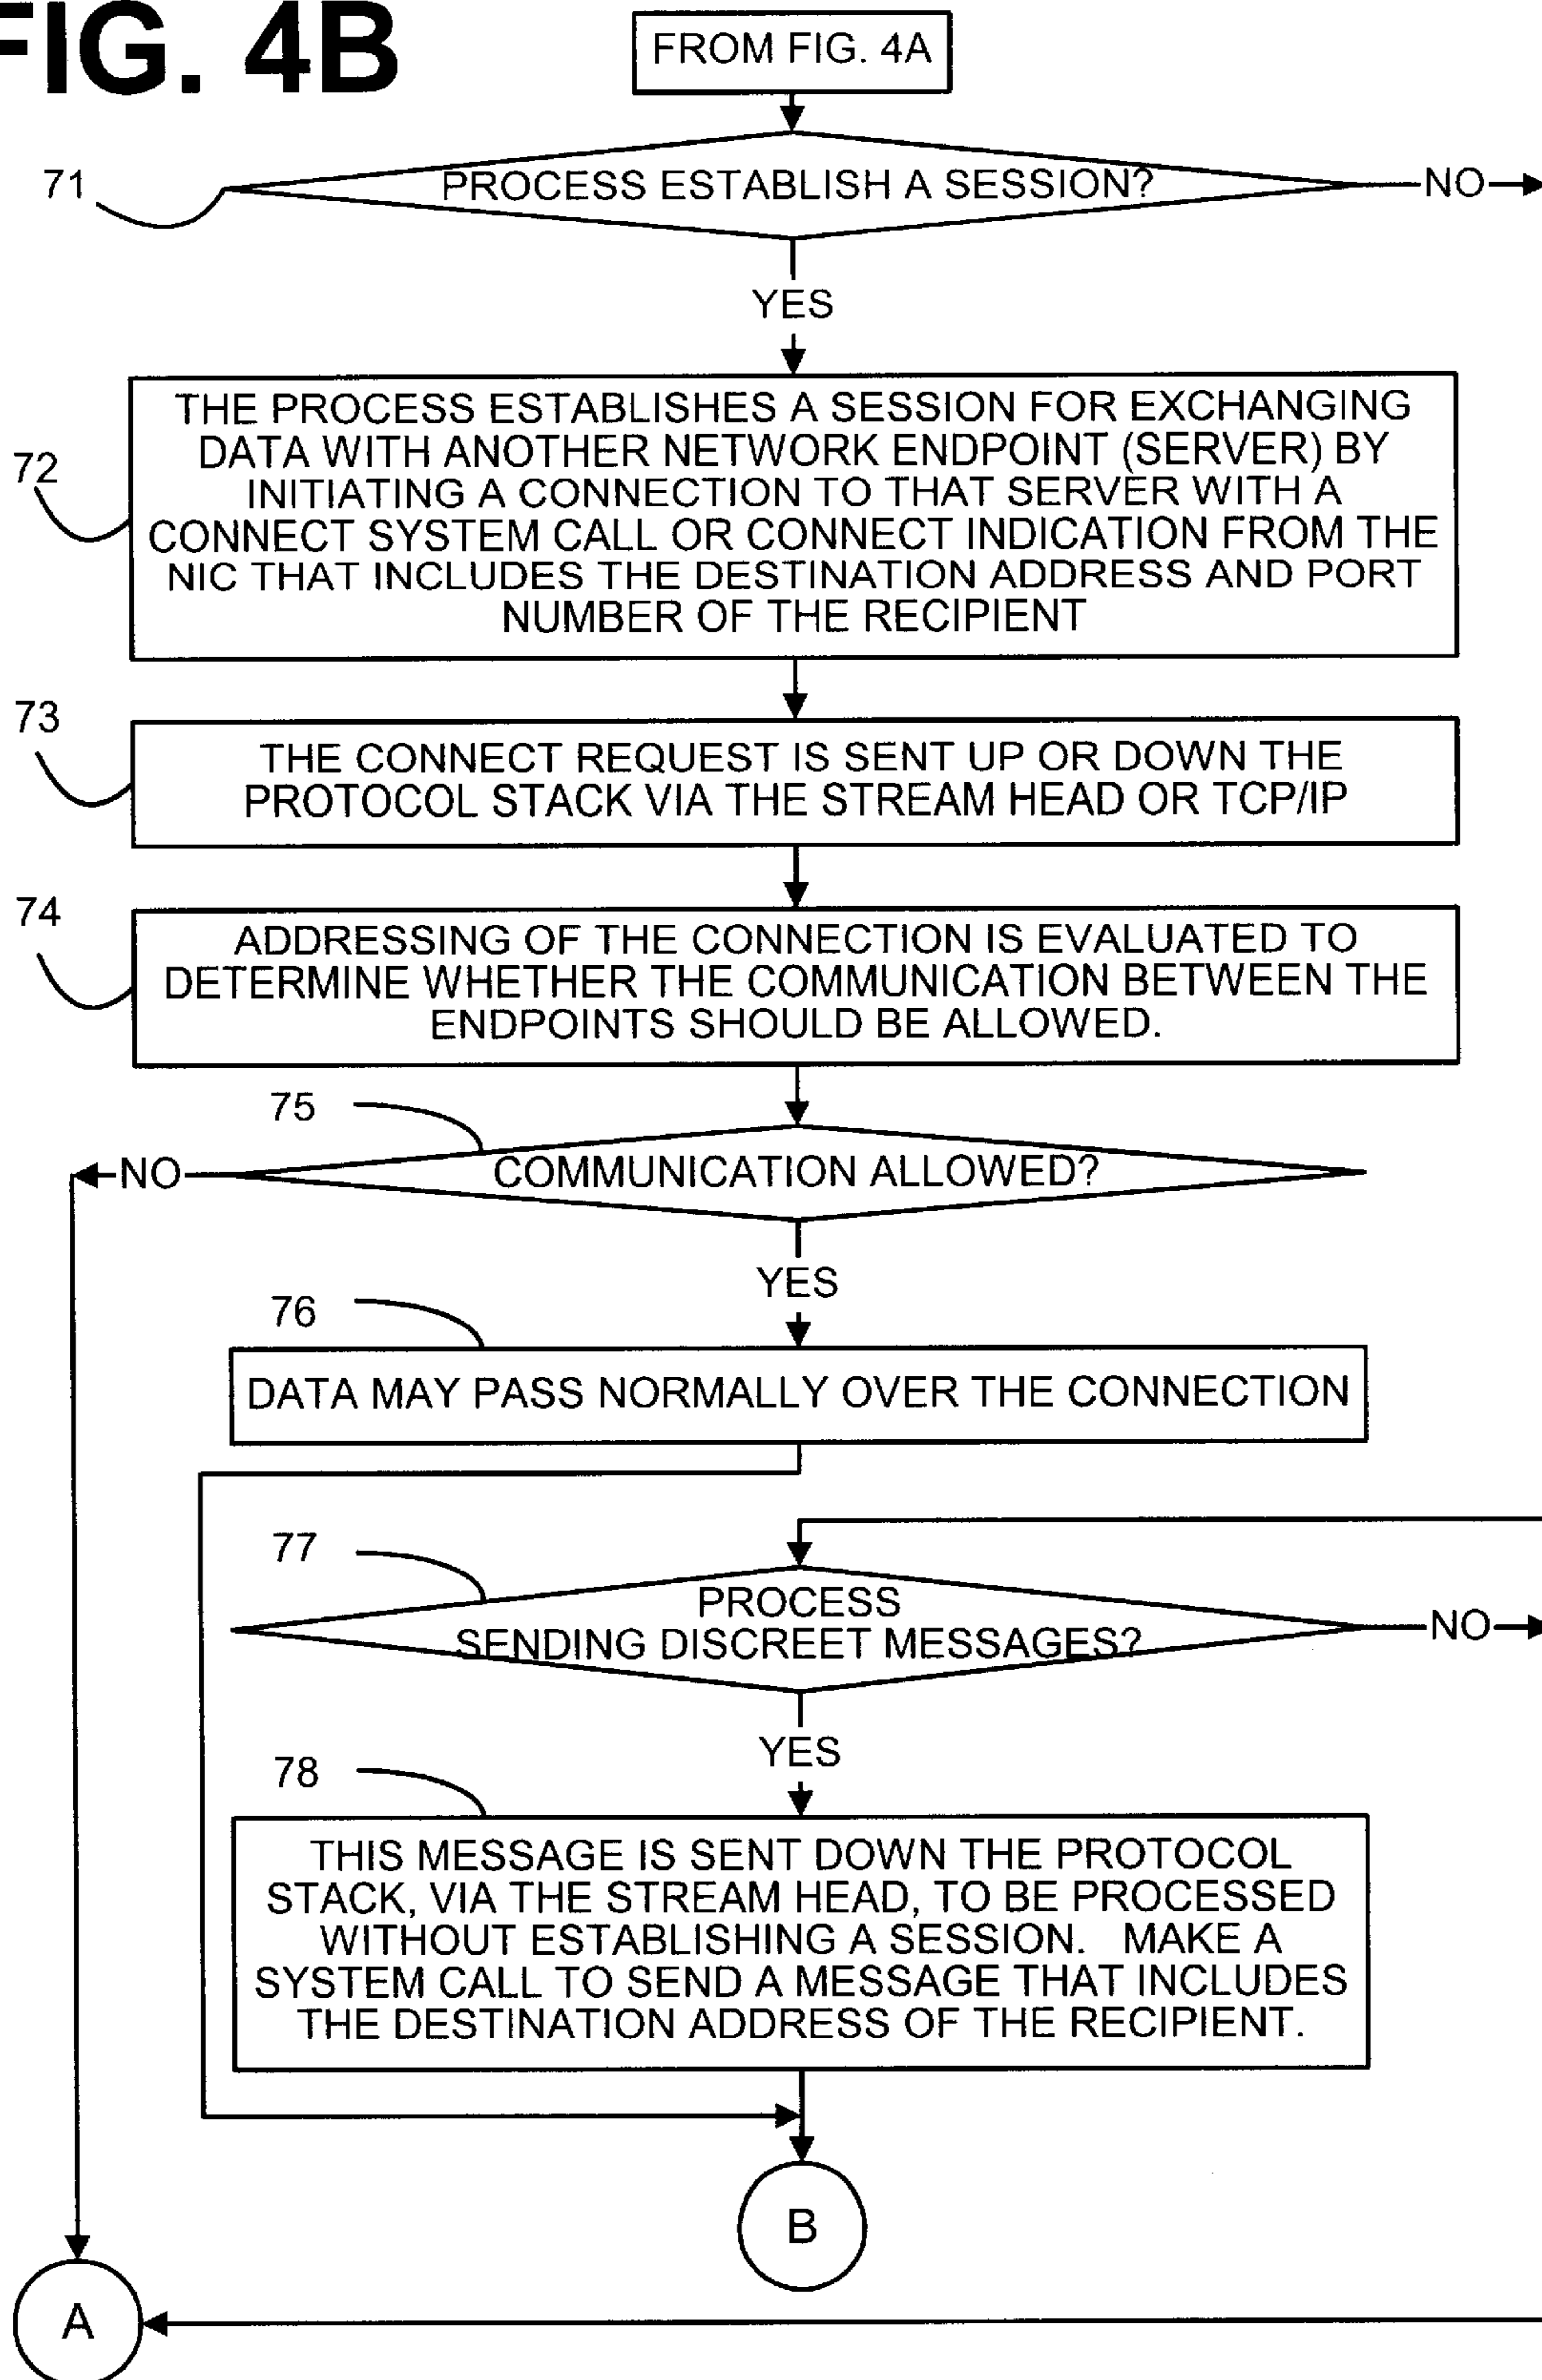 FIG. 4B
FROM FIG. 4A
71
PROCESS ESTABLISH A SESSION?
NO
YES
72
THE PROCESS ESTABLISHES A SESSION FOR EXCHANGING
DATA WITH ANOTHER NETWORK ENDPOINT (SERVER) BY
INITIATING A CONNECTION TO THAT SERVER WITH A
CONNECT SYSTEM CALL OR CONNECT INDICATION FROM THE
NIC THAT INCLUDES THE DESTINATION ADDRESS AND PORT
NUMBER OF THE RECIPIENT
73
THE CONNECT REQUEST IS SENT UP OR DOWN THE
PROTOCOL STACK VIA THE STREAM HEAD OR TCP/IP
74
ADDRESSING OF THE CONNECTION IS EVALUATED TO
DETERMINE WHETHER THE COMMUNICATION BETWEEN THE
ENDPOINTS SHOULD BE ALLOWED.
75
NO
COMMUNICATION ALLOWED?
YES
76
DATA MAY PASS NORMALLY OVER THE CONNECTION
77
PROCESS
SENDING DISCREET MESSAGES?
NO
YES
78
THIS MESSAGE IS SENT DOWN THE PROTOCOL
STACK, VIA THE STREAM HEAD, TO BE PROCESSED
WITHOUT ESTABLISHING A SESSION. MAKE A
SYSTEM CALL TO SEND A MESSAGE THAT INCLUDES
THE DESTINATION ADDRESS OF THE RECIPIENT.
B
A